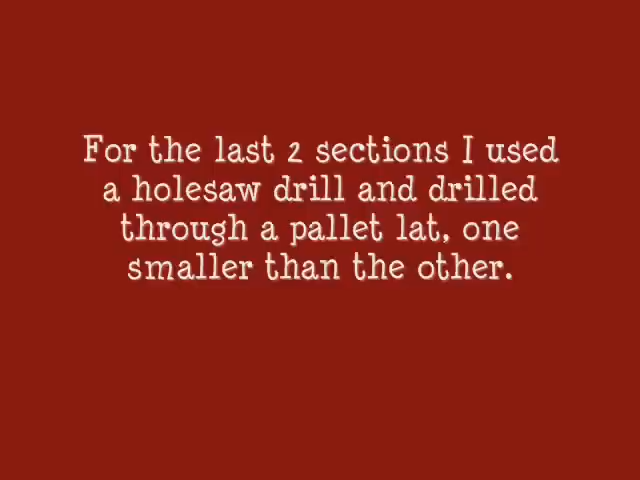 For the last 2 sections I used
a holesaw drill and drilled
through a pallet lat, one
smaller than the other.